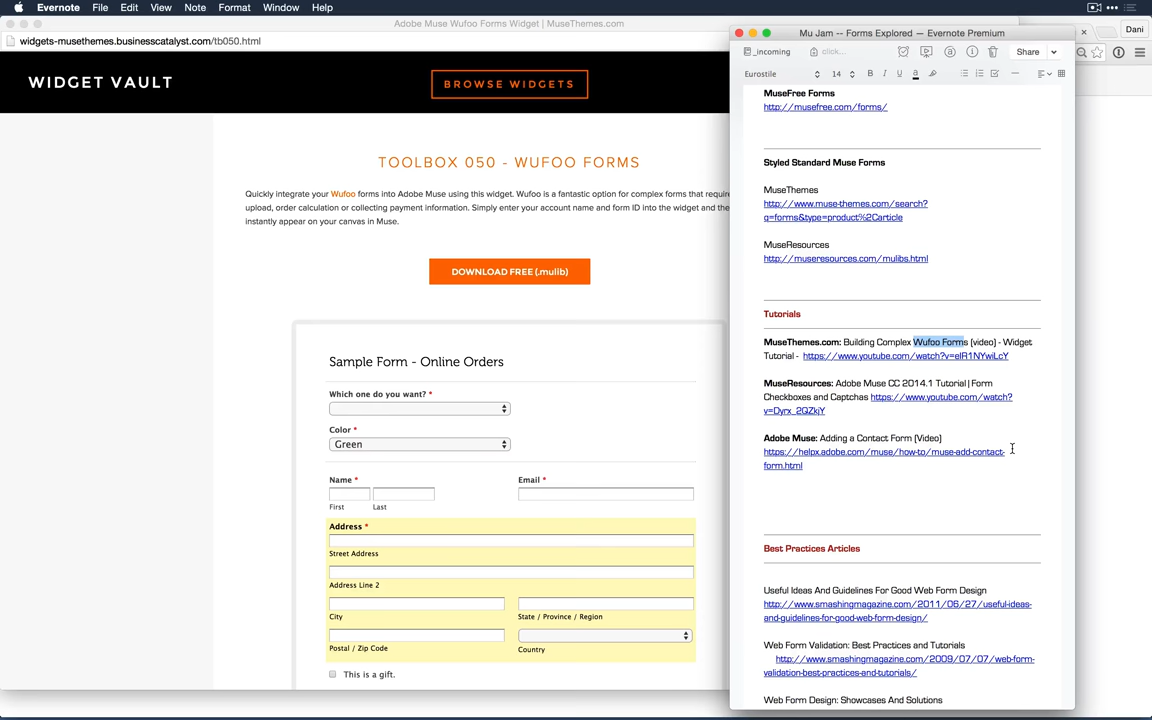 Evernote File Edit View Note Format Window Help
Adobe Muse Wufoo Forms Widget | MuseThemes.com
widgets-musethemes.businesscatalyst.com/tb050.html
WIDGET VAULT
BROWSE WIDGETS
TOOLBOX 050 - WUFOO FORMS
Quickly integrate your Wufoo forms into Adobe Muse using this widget. Wufoo is a fantastic option for complex forms that require
upload, order calculation or collecting payment information. Simply enter your account name and form ID into the widget and the
instantly appear on your canvas in Muse.
DOWNLOAD FREE (.mulib)
Sample Form - Online Orders
Which one do you want? *
Color *
Green
Name *
Email *
First Last
Address *
Street Address
Address Line 2
City
State / Province / Region
Postal / Zip Code
Country
This is a gift.
Mu Jam -- Forms Explored — Evernote Premium
Dani
_incoming
click...
Share
Eurostile
14
B I U a
MuseFree Forms
http://musefree.com/forms/
Styled Standard Muse Forms
MuseThemes
http://www.muse-themes.com/search?
q=forms&type=product%2Carticle
MuseResources
http://museresources.com/mulibs.html
Tutorials
MuseThemes.com: Building Complex Wufoo Forms (video) - Widget
Tutorial - https://www.youtube.com/watch?v=elR1NYwiLcY
MuseResources: Adobe Muse CC 2014.1 Tutorial | Form
Checkboxes and Captchas https://www.youtube.com/watch?
v=Dyrx_2QZkjY
Adobe Muse: Adding a Contact Form (Video)
https://helpx.adobe.com/muse/how-to/muse-add-contact-
form.html
Best Practices Articles
Useful Ideas And Guidelines For Good Web Form Design
http://www.smashingmagazine.com/2011/06/27/useful-ideas-
and-guidelines-for-good-web-form-design/
Web Form Validation: Best Practices and Tutorials
http://www.smashingmagazine.com/2009/07/07/web-form-
validation-best-practices-and-tutorials/
Web Form Design: Showcases And Solutions